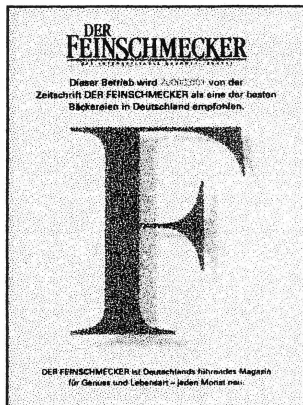 DER
FEINSCHMECKER
Dieser Betrieb wird von der
Zeitschrift DER FEINSCHMECKER als eine der besten
Bäckereien in Deutschland empfohlen.
F
DER FEINSCHMECKER ist Deutschlands führendes Magazin
für Genuss und Lebensart – jeden Monat neu.